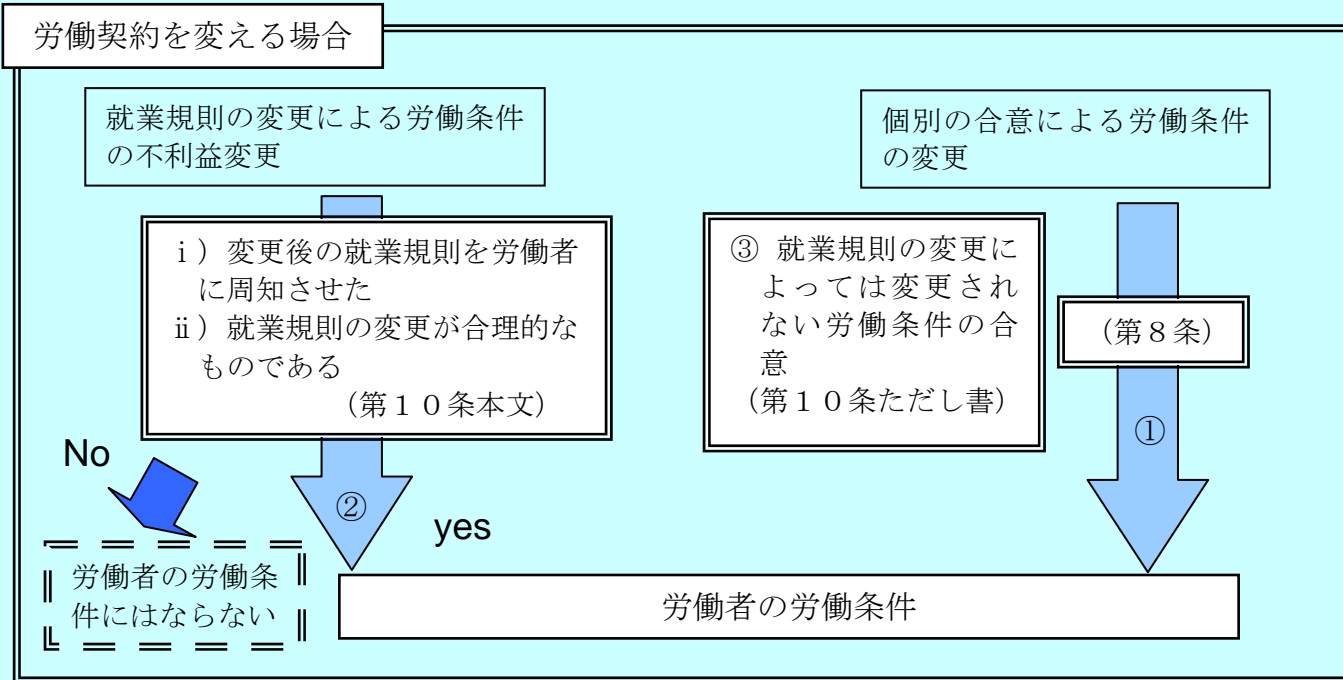 労働契約を変える場合
就業規則の変更による労働条件
の不利益変更
個別の合意による労働条件
の変更
ⅰ）変更後の就業規則を労働者
に周知させた
ⅱ）就業規則の変更が合理的な
ものである
（第１０条本文）
③ 就業規則の変更に
よっては変更され
ない労働条件の合
意
（第１０条ただし書）
（第８条）
①
No
②
yes
労働者の労働条
件にはならない
労働者の労働条件